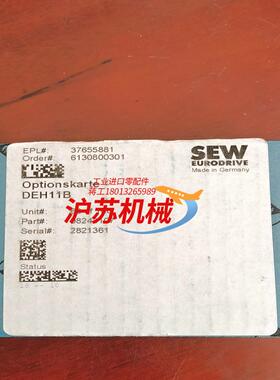 EPL#: 37655881
Order#: 6130800301
SEW
EURODRIVE
Made in Germany
Optionskarte
DEH11B
工业进口零配件
蒋工18013265989
沪苏机械
Unit#:
Part#:
Serial#: 2821361
Status